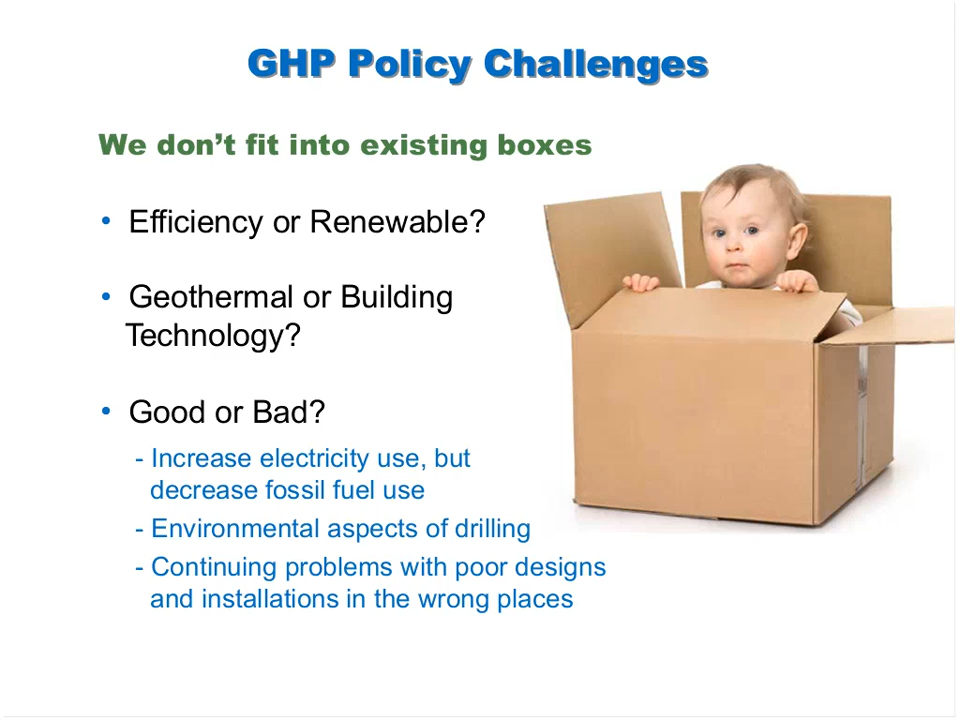 GHP Policy Challenges
We don’t fit into existing boxes
• Efficiency or Renewable?
• Geothermal or Building
Technology?
• Good or Bad?
- Increase electricity use, but
decrease fossil fuel use
- Environmental aspects of drilling
- Continuing problems with poor designs
and installations in the wrong places